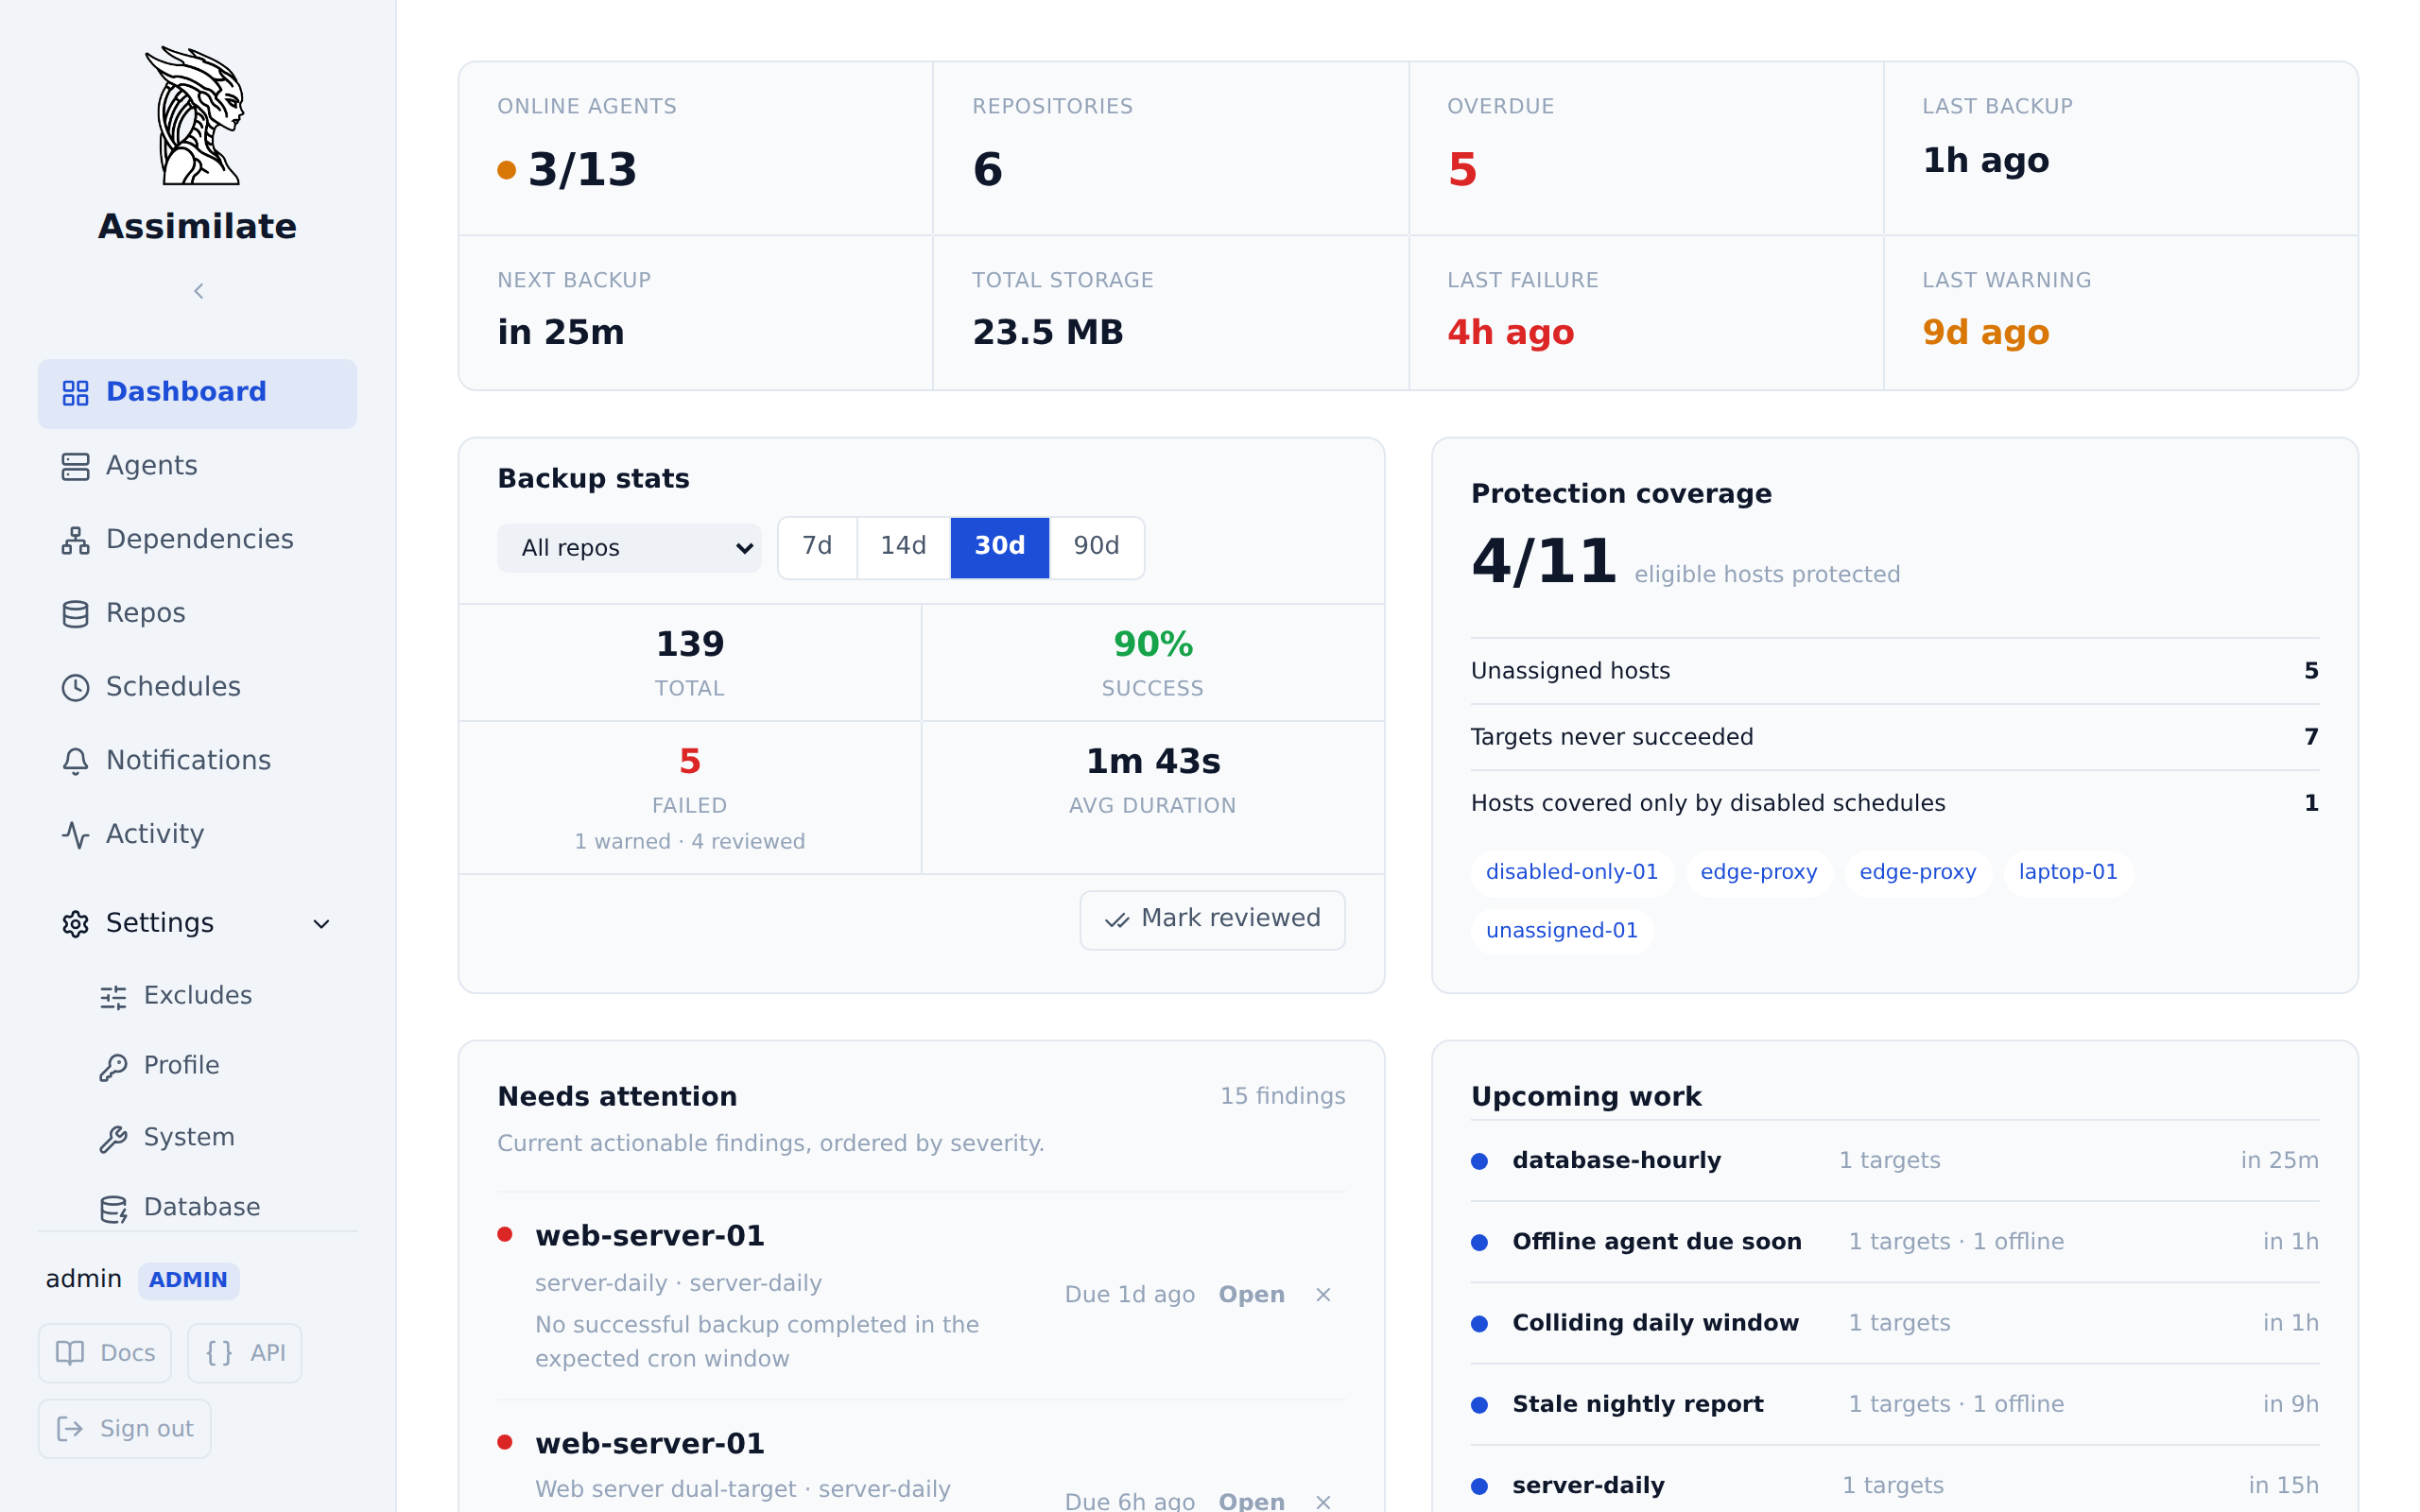 Assimilate
Dashboard
Agents
Dependencies
Repos
Schedules
Notifications
Activity
Settings
Excludes
Profile
System
Database
admin ADMIN
Docs
{ } API
Sign out
ONLINE AGENTS
3/13
REPOSITORIES
6
OVERDUE
5
LAST BACKUP
1h ago
NEXT BACKUP
in 25m
TOTAL STORAGE
23.5 MB
LAST FAILURE
4h ago
LAST WARNING
9d ago
Backup stats
All repos 7d 14d 30d 90d
139
TOTAL
90%
SUCCESS
5
FAILED
1 warned · 4 reviewed
1m 43s
AVG DURATION
Mark reviewed
Protection coverage
4/11 eligible hosts protected
Unassigned hosts 5
Targets never succeeded 7
Hosts covered only by disabled schedules 1
disabled-only-01 edge-proxy edge-proxy laptop-01
unassigned-01
Needs attention 15 findings
Current actionable findings, ordered by severity.
web-server-01
server-daily · server-daily
No successful backup completed in the
expected cron window
Due 1d ago Open ×
web-server-01
Web server dual-target · server-daily
Due 6h ago Open ×
Upcoming work
database-hourly 1 targets in 25m
Offline agent due soon 1 targets · 1 offline in 1h
Colliding daily window 1 targets in 1h
Stale nightly report 1 targets · 1 offline in 9h
server-daily 1 targets in 15h